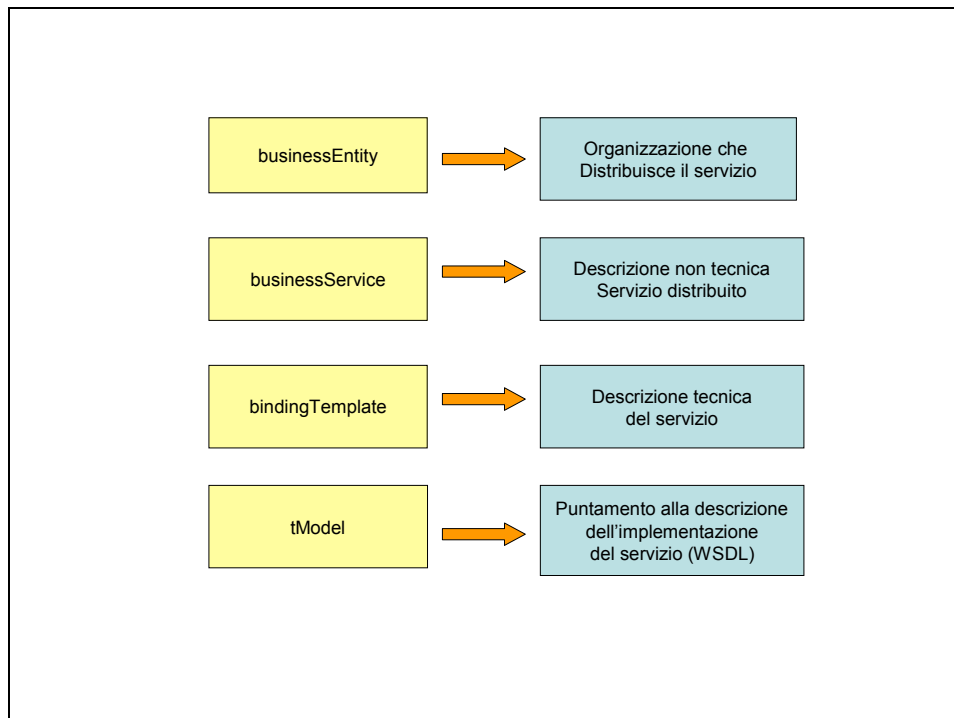 businessEntity
Organizzazione che
Distribuisce il servizio
businessService
Descrizione non tecnica
Servizio distribuito
bindingTemplate
Descrizione tecnica
del servizio
tModel
Puntamento alla descrizione
dell'implementazione
del servizio (WSDL)